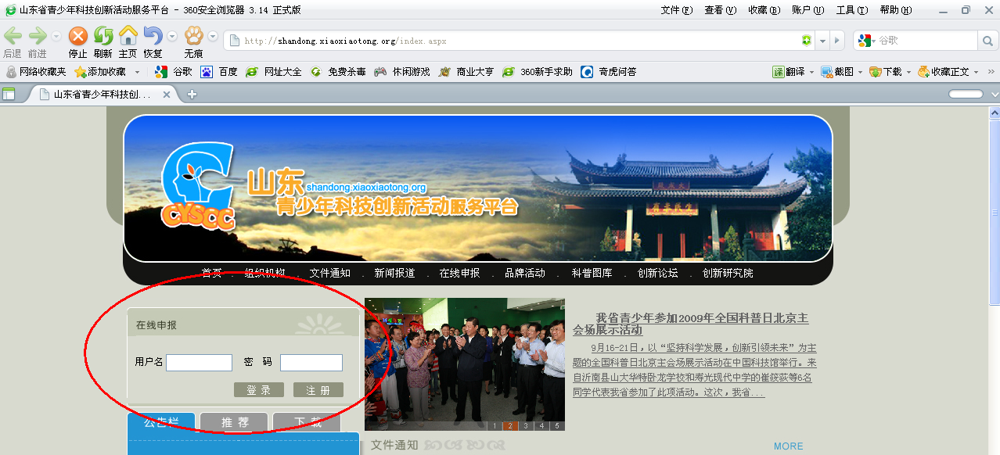 山东省青少年科技创新活动服务平台 - 360安全浏览器 3.14 正式版
文件(F) 查看(V) 收藏(B) 账户(U) 工具(T) 帮助(H)
http://shandong.xiaoxiaotong.org/index.aspx
谷歌
后退 前进 停止 刷新 主页 恢复 无痕
网络收藏夹 添加收藏 谷歌 百度 网址大全 免费杀毒 休闲游戏 商业大亨 360新手求助 奇虎问答 译 翻译 截图 下载 收藏正文 »
山东省青少年科技创...
山东 shandong.xiaoxiaotong.org
青少年科技创新活动服务平台
CYSCC
首页 . 组织机构 . 文件通知 . 新闻报道 . 在线申报 . 品牌活动 . 科普图库 . 创新论坛 . 创新研究院
在线申报
用户名 密 码
登 录 注 册
公告栏 推 荐 下 载
1 2 3 4 5
我省青少年参加2009年全国科普日北京主
会场展示活动
9月16-21日，以“坚持科学发展，创新引领未来”为主
题的全国科普日北京主会场展示活动在中国科技馆举行。来
自沂南县山大华特卧龙学校和寿光现代中学的崔筱荻等6名
同学代表我省参加了此项活动。这次，我省...
文件通知
MORE